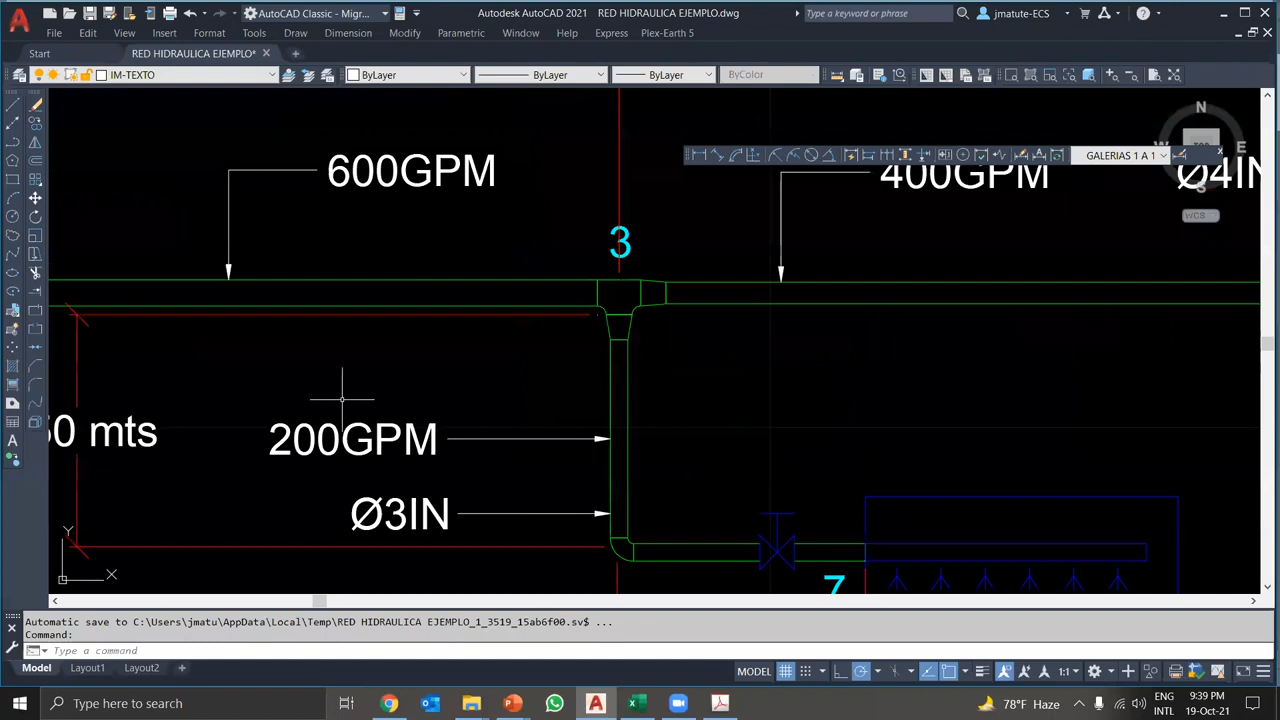 AutoCAD Classic - Migr...
Autodesk AutoCAD 2021
RED HIDRAULICA EJEMPLO.dwg
Type a keyword or phrase
jmatute-ECS
File Edit View Insert Format Tools Draw Dimension Modify Parametric Window Help Express Plex-Earth 5
Start
RED HIDRAULICA EJEMPLO*
IM-TEXTO
ByLayer
ByLayer
ByLayer
ByColor
N
E
S
WCS
GALERIAS 1 A 1
600GPM
400GPM
Ø4IN
3
50 mts
200GPM
Ø3IN
7
Y
X
Automatic save to C:\Users\jmatu\AppData\Local\Temp\RED HIDRAULICA EJEMPLO_1_3519_15ab6f00.sv$ ...
Command:
Type a command
Model Layout1 Layout2
MODEL
1:1
Type here to search
78°F Haze
ENG
INTL
9:39 PM
19-Oct-21